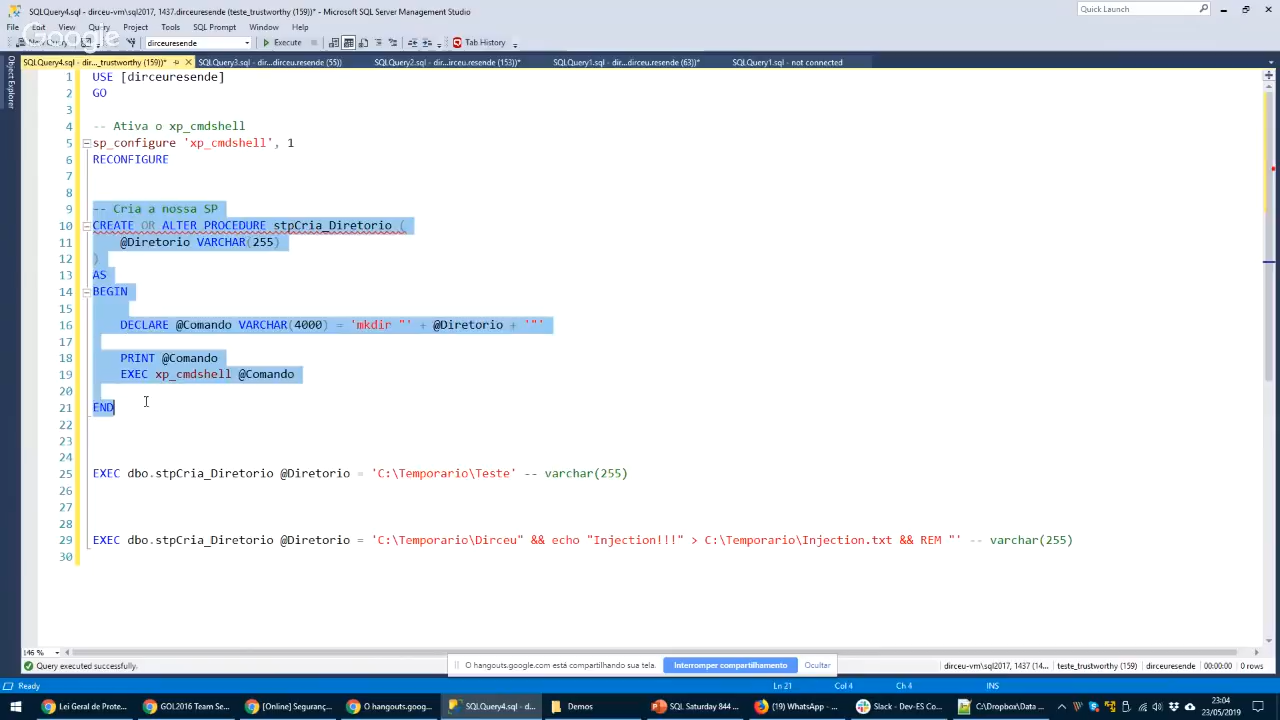 SQLQuery4.sql - dirceu-vm\sql2017, 1437.dirceuresende (teste_trustworthy (159))* - Microsoft SQL Server Management Studio
Quick Launch
File Edit View Query Project Tools SQL Prompt Window Help
Google
dirceuresende Execute Tab History
SQLQuery4.sql - dir..._trustworthy (159))* SQLQuery3.sql - dir...dirceu.resende (55)) SQLQuery2.sql - dir...irceu.resende (153))* SQLQuery1.sql - dir...dirceu.resende (63))* SQLQuery1.sql - not connected
Object Explorer
1 USE [dirceuresende]
2 GO
3
4 -- Ativa o xp_cmdshell
5 sp_configure 'xp_cmdshell', 1
6 RECONFIGURE
7
8
9 -- Cria a nossa SP
10 CREATE OR ALTER PROCEDURE stpCria_Diretorio (
11 @Diretorio VARCHAR(255)
12 )
13 AS
14 BEGIN
15
16 DECLARE @Comando VARCHAR(4000) = 'mkdir "' + @Diretorio + '"'
17
18 PRINT @Comando
19 EXEC xp_cmdshell @Comando
20
21 END
22
23
24
25 EXEC dbo.stpCria_Diretorio @Diretorio = 'C:\Temporario\Teste' -- varchar(255)
26
27
28
29 EXEC dbo.stpCria_Diretorio @Diretorio = 'C:\Temporario\Dirceu" && echo "Injection!!!" > C:\Temporario\Injection.txt && REM "' -- varchar(255)
30
146 %
Query executed successfully. O hangouts.google.com está compartilhando sua tela. Interromper compartilhamento Ocultar dirceu-vm\sql2017, 1437 (14... teste_trustworthy (159) dirceuresende 00:00:00 0 rows
Ready Ln 21 Col 4 Ch 4 INS
Lei Geral de Prote... GOL2016 Team Se... [Online] Seguranç... O hangouts.goog... SQLQuery4.sql - d... Demos SQL Saturday 844 ... (19) WhatsApp - ... Slack - Dev-ES Co... C:\Dropbox\Data ... 23:04
23/05/2019